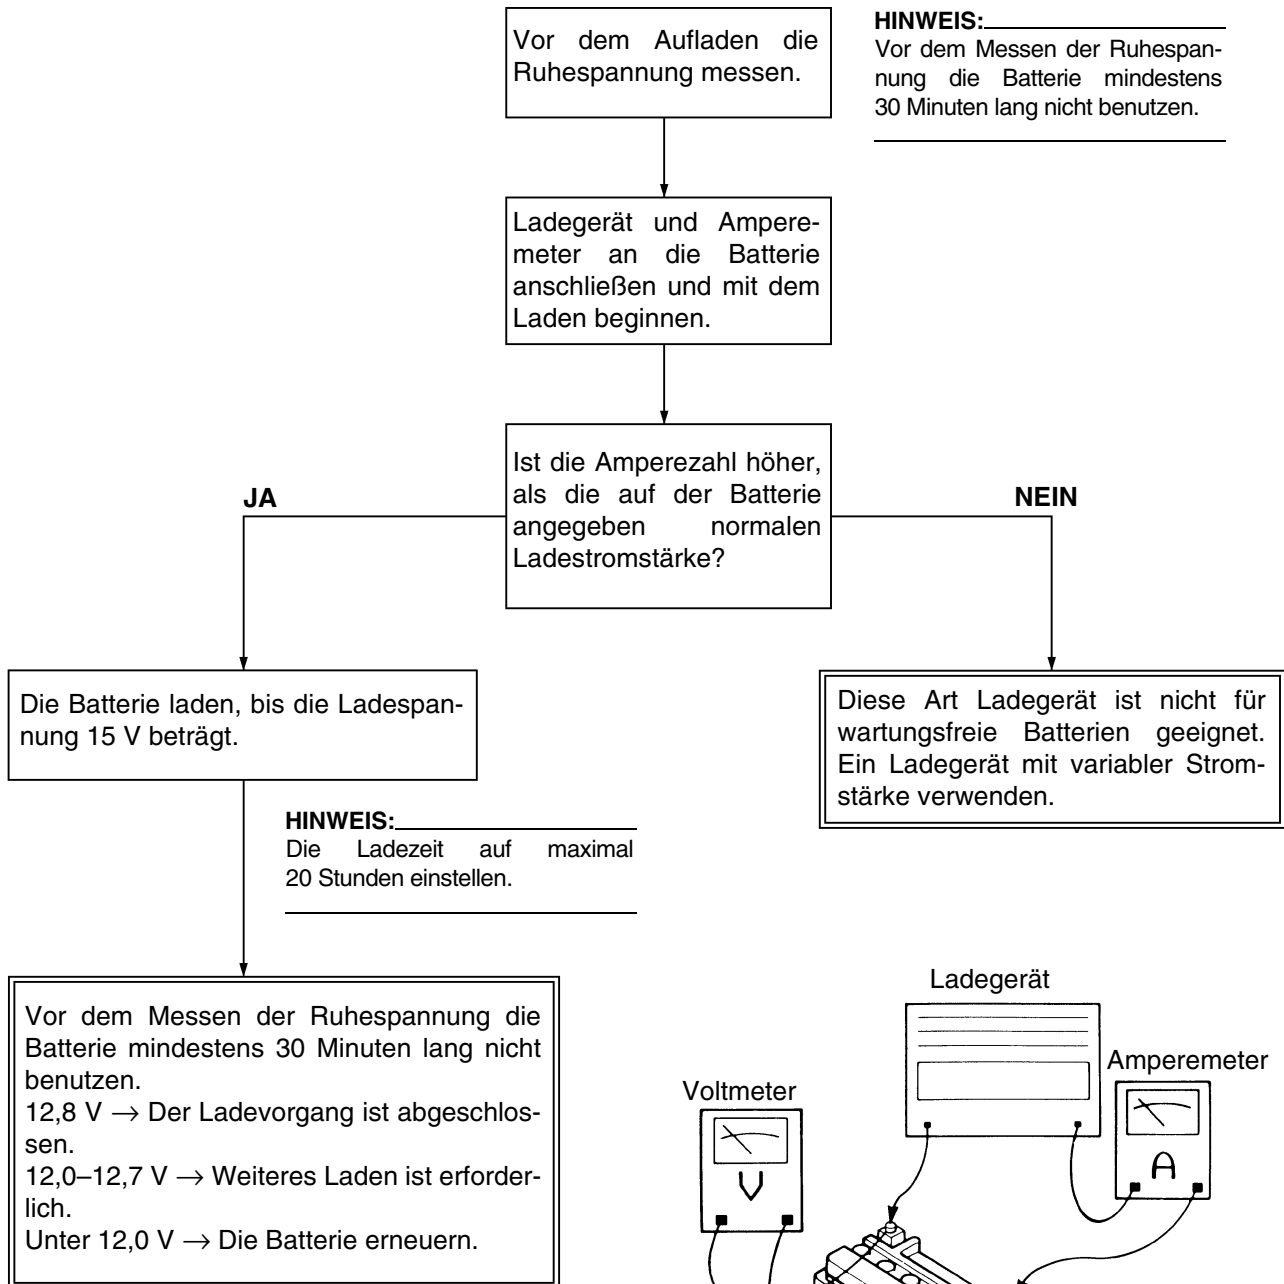 Vor dem Aufladen die
Ruhespannung messen.
HINWEIS:
Vor dem Messen der Ruhespan-
nung die Batterie mindestens
30 Minuten lang nicht benutzen.
Ladegerät und Ampere-
meter an die Batterie
anschließen und mit dem
Laden beginnen.
Ist die Amperezahl höher,
als die auf der Batterie
angegeben normalen
Ladestromstärke?
JA
NEIN
Die Batterie laden, bis die Ladespan-
nung 15 V beträgt.
Diese Art Ladegerät ist nicht für
wartungsfreie Batterien geeignet.
Ein Ladegerät mit variabler Strom-
stärke verwenden.
HINWEIS:
Die Ladezeit auf maximal
20 Stunden einstellen.
Vor dem Messen der Ruhespannung die
Batterie mindestens 30 Minuten lang nicht
benutzen.
12,8 V → Der Ladevorgang ist abgeschlos-
sen.
12,0–12,7 V → Weiteres Laden ist erforder-
lich.
Unter 12,0 V → Die Batterie erneuern.
Ladegerät
Amperemeter
Voltmeter
V
A